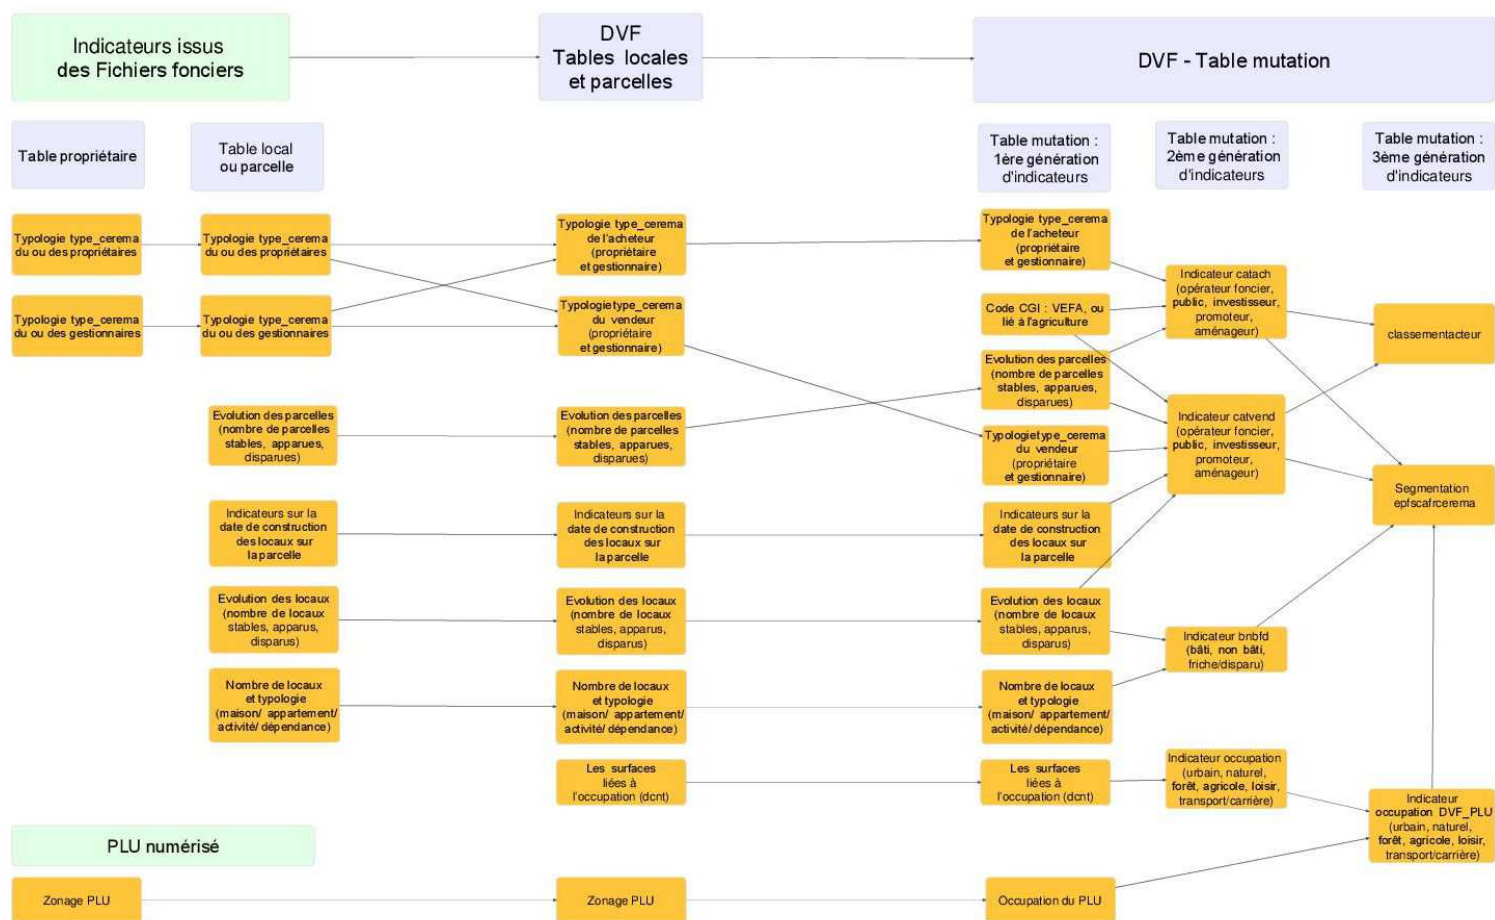 Indicateurs issus
des Fichiers fonciers
DVF
Tables locales
et parcelles
DVF - Table mutation
Table propriétaire
Table local
ou parcelle
Table mutation :
1ère génération
d'indicateurs
Table mutation :
2ème génération
d'indicateurs
Table mutation :
3ème génération
d'indicateurs
Typologie type_cerema
du ou des propriétaires
Typologie type_cerema
du ou des propriétaires
Typologie type_cerema
de l'acheteur
(propriétaire
et gestionnaire)
Typologie type_cerema
de l'acheteur
(propriétaire
et gestionnaire)
Indicateur catach
(opérateur foncier,
public, investisseur,
promoteur,
aménageur)
Typologie type_cerema
du ou des gestionnaires
Typologie type_cerema
du ou des gestionnaires
Typologietype_cerema
du vendeur
(propriétaire
et gestionnaire)
Code CGI : VEFA, ou
lié à l'agriculture
classementacteur
Evolution des parcelles
(nombre de parcelles
stables, apparues,
disparues)
Evolution des parcelles
(nombre de parcelles
stables, apparues,
disparues)
Evolution des parcelles
(nombre de parcelles
stables, apparues,
disparues)
Indicateur catvend
(opérateur foncier,
public, investisseur,
promoteur,
aménageur)
Typologietype_cerema
du vendeur
(propriétaire
et gestionnaire)
Segmentation
epfscafrcerema
Indicateurs sur la
date de construction
des locaux sur
la parcelle
Indicateurs sur la
date de construction
des locaux sur
la parcelle
Indicateurs sur la
date de construction
des locaux sur
la parcelle
Evolution des locaux
(nombre de locaux
stables, apparus,
disparus)
Evolution des locaux
(nombre de locaux
stables, apparus,
disparus)
Evolution des locaux
(nombre de locaux
stables, apparus,
disparus)
Indicateur bnbfd
(bâti, non bâti,
friche/disparu)
Nombre de locaux
et typologie
(maison/ appartement/
activité/ dépendance)
Nombre de locaux
et typologie
(maison/ appartement/
activité/ dépendance)
Nombre de locaux
et typologie
(maison/ appartement/
activité/ dépendance)
Les surfaces
liées à
l'occupation (dcnt)
Les surfaces
liées à
l'occupation (dcnt)
Indicateur occupation
(urbain, naturel,
forêt, agricole, loisir,
transport/carrière)
Indicateur
occupation DVF_PLU
(urbain, naturel,
forêt, agricole, loisir,
transport/carrière)
PLU numérisé
Zonage PLU
Zonage PLU
Occupation du PLU